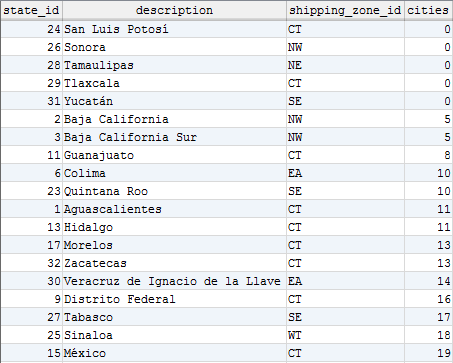 state_id description shipping_zone_id cities
24 San Luis Potosí CT 0
26 Sonora NW 0
28 Tamaulipas NE 0
29 Tlaxcala CT 0
31 Yucatán SE 0
2 Baja California NW 5
3 Baja California Sur NW 5
11 Guanajuato CT 8
6 Colima EA 10
23 Quintana Roo SE 10
1 Aguascalientes CT 11
13 Hidalgo CT 11
17 Morelos CT 13
32 Zacatecas CT 13
30 Veracruz de Ignacio de la Llave EA 14
9 Distrito Federal CT 16
27 Tabasco SE 17
25 Sinaloa WT 18
15 México CT 19